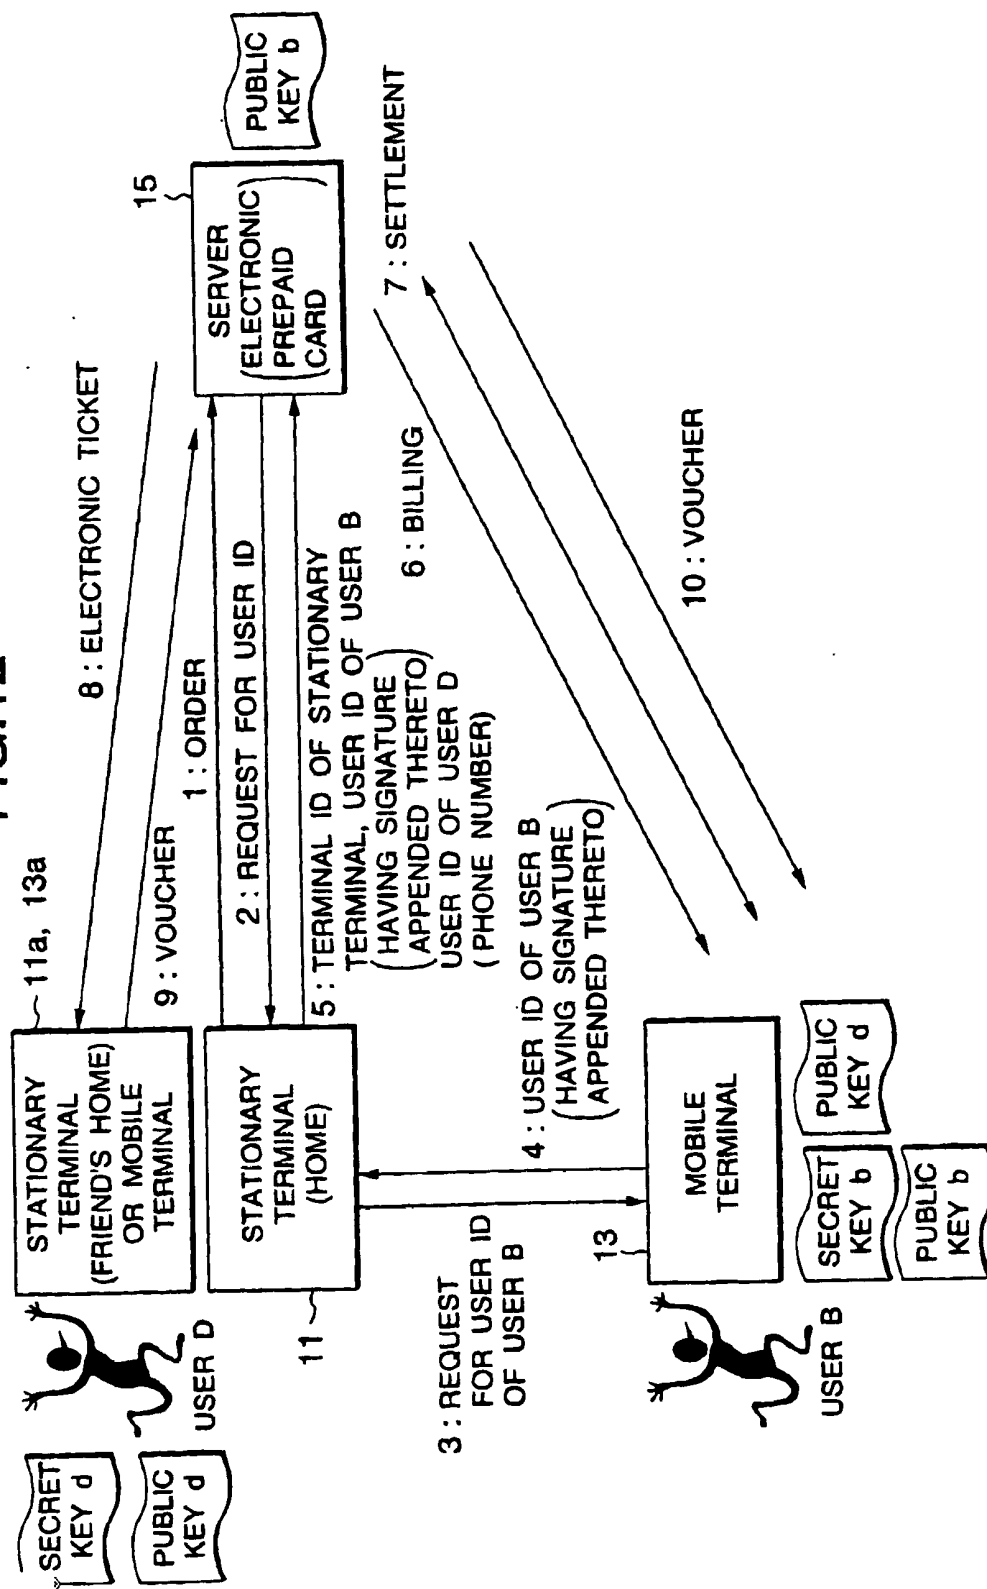 SECRET
KEY d
PUBLIC
KEY d
USER D
STATIONARY
TERMINAL
(FRIEND'S HOME)
OR MOBILE
TERMINAL
11a, 13a
8 : ELECTRONIC TICKET
9 : VOUCHER
1 : ORDER
2 : REQUEST FOR USER ID
5 : TERMINAL ID OF STATIONARY
TERMINAL, USER ID OF USER B
(HAVING SIGNATURE
APPENDED THERETO)
USER ID OF USER D
(PHONE NUMBER)
STATIONARY
TERMINAL
(HOME)
11
15
SERVER
(ELECTRONIC
PREPAID
CARD)
PUBLIC
KEY b
3 : REQUEST
FOR USER ID
OF USER B
4 : USER ID OF USER B
(HAVING SIGNATURE
APPENDED THERETO)
6 : BILLING
7 : SETTLEMENT
10 : VOUCHER
USER B
13
MOBILE
TERMINAL
SECRET
KEY b
PUBLIC
KEY d
PUBLIC
KEY b